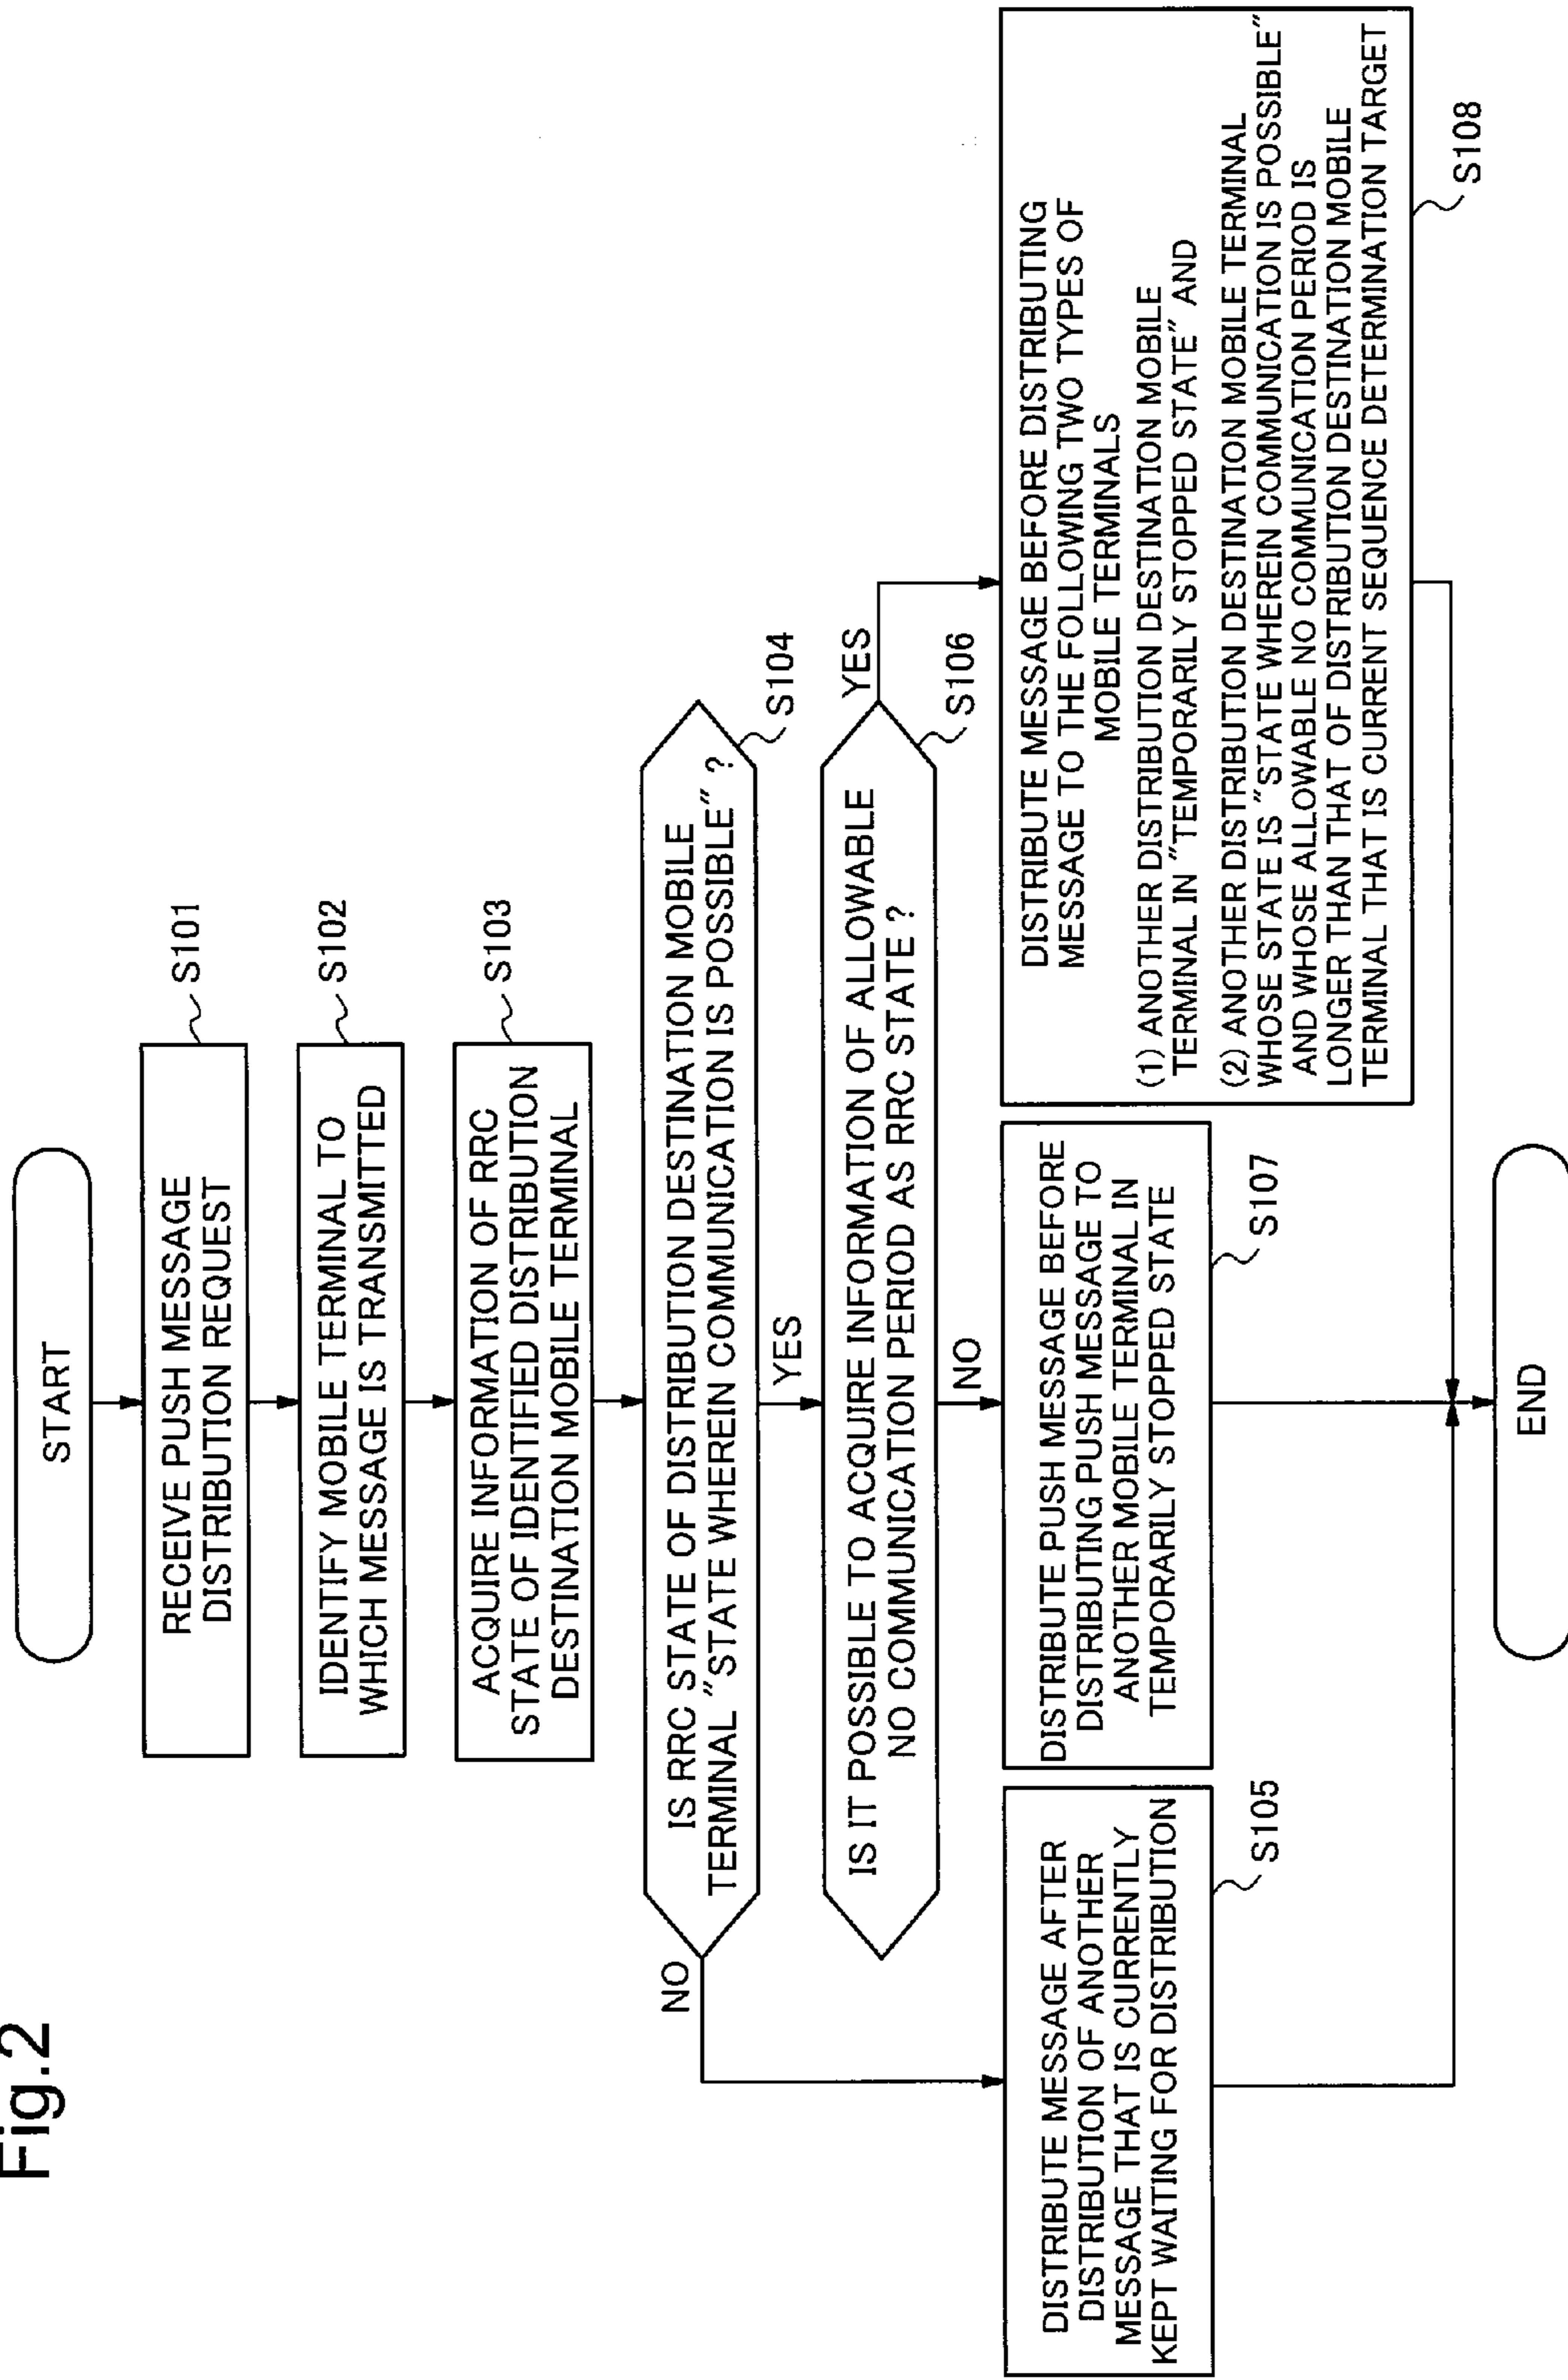 Fig.2
START
RECEIVE PUSH MESSAGE
DISTRIBUTION REQUEST
S101
IDENTIFY MOBILE TERMINAL TO
WHICH MESSAGE IS TRANSMITTED
S102
ACQUIRE INFORMATION OF RRC
STATE OF IDENTIFIED DISTRIBUTION
DESTINATION MOBILE TERMINAL
S103
IS RRC STATE OF DISTRIBUTION DESTINATION MOBILE
TERMINAL "STATE WHEREIN COMMUNICATION IS POSSIBLE" ?
S104
NO
YES
IS IT POSSIBLE TO ACQUIRE INFORMATION OF ALLOWABLE
NO COMMUNICATION PERIOD AS RRC STATE ?
S106
YES
NO
DISTRIBUTE MESSAGE AFTER
DISTRIBUTION OF ANOTHER
MESSAGE THAT IS CURRENTLY
KEPT WAITING FOR DISTRIBUTION
S105
DISTRIBUTE PUSH MESSAGE BEFORE
DISTRIBUTING PUSH MESSAGE TO
ANOTHER MOBILE TERMINAL IN
TEMPORARILY STOPPED STATE
S107
DISTRIBUTE MESSAGE BEFORE DISTRIBUTING
MESSAGE TO THE FOLLOWING TWO TYPES OF
MOBILE TERMINALS
(1) ANOTHER DISTRIBUTION DESTINATION MOBILE
TERMINAL IN "TEMPORARILY STOPPED STATE" AND
(2) ANOTHER DISTRIBUTION DESTINATION MOBILE TERMINAL
WHOSE STATE IS "STATE WHEREIN COMMUNICATION IS POSSIBLE"
AND WHOSE ALLOWABLE NO COMMUNICATION PERIOD IS
LONGER THAN THAT OF DISTRIBUTION DESTINATION MOBILE
TERMINAL THAT IS CURRENT SEQUENCE DETERMINATION TARGET
S108
END